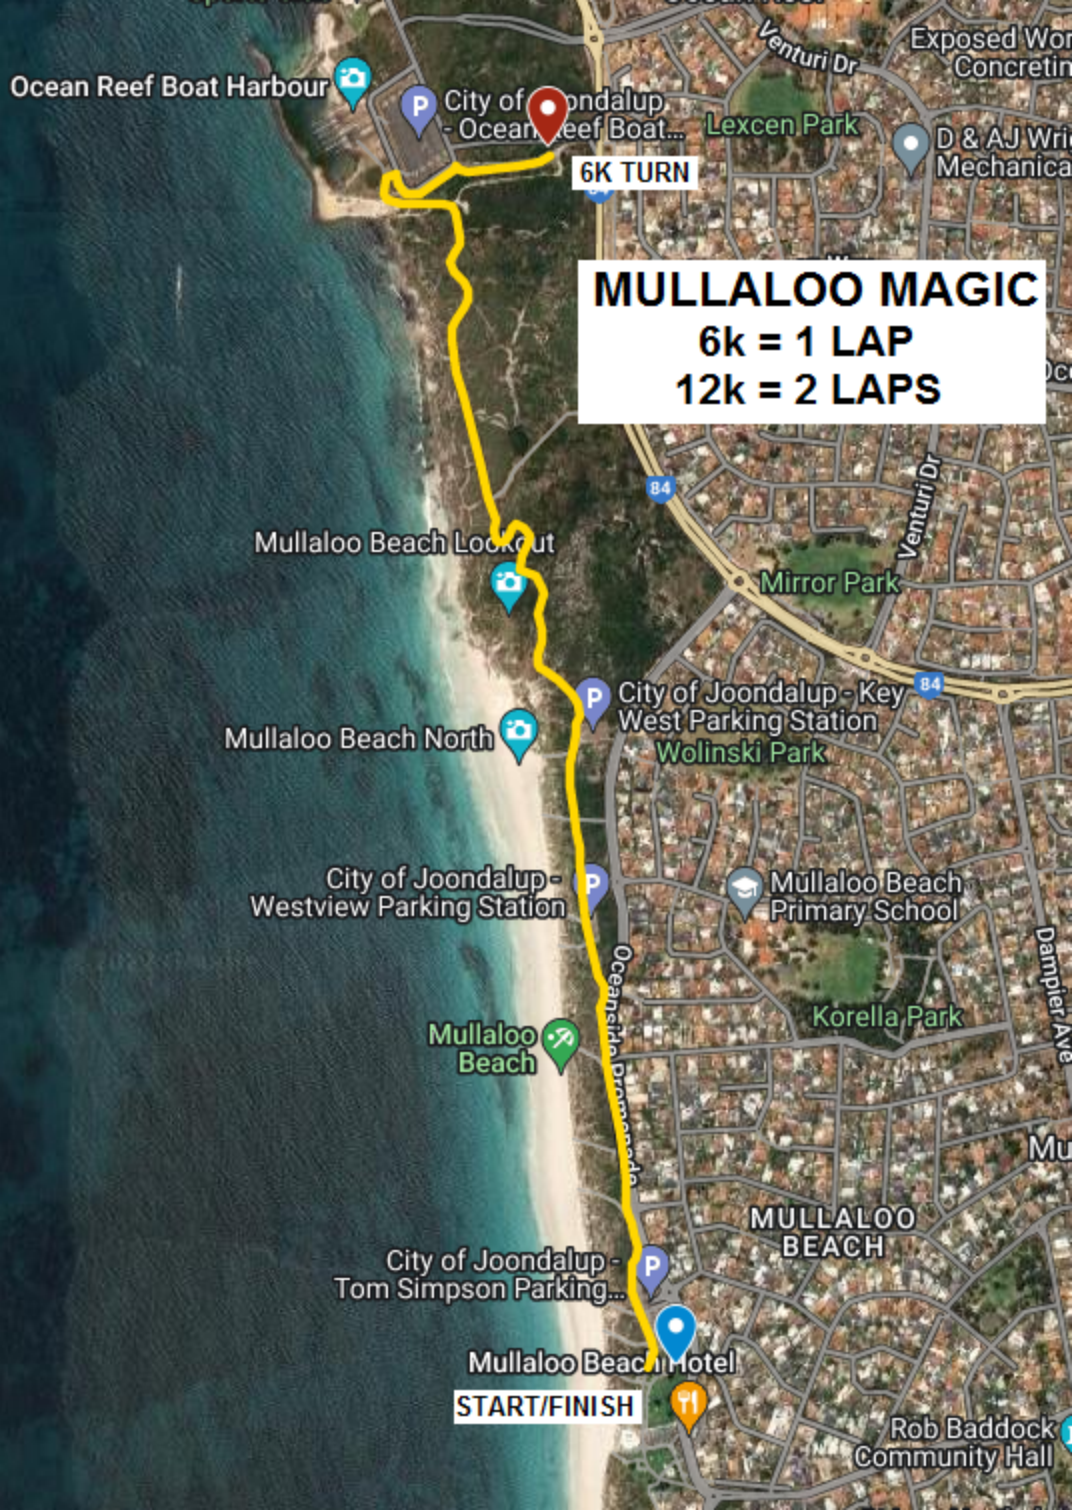 Venturi Dr
Exposed Wor
Concretin
Ocean Reef Boat Harbour
P
City of Joondalup
- Ocean Reef Boat...
Lexcen Park
D & AJ Wri
Mechanica
6K TURN
MULLALOO MAGIC
6k = 1 LAP
12k = 2 LAPS
84
Venturi Dr
Mullaloo Beach Lookout
Mirror Park
84
P
City of Joondalup - Key
West Parking Station
Mullaloo Beach North
Wolinski Park
City of Joondalup -
Westview Parking Station
P
Mullaloo Beach
Primary School
Oceanside Promenade
Dampier Ave
Korella Park
Mullaloo
Beach
Mu
MULLALOO
BEACH
City of Joondalup -
Tom Simpson Parking...
P
Mullaloo Beach Hotel
START/FINISH
Rob Baddock
Community Hall